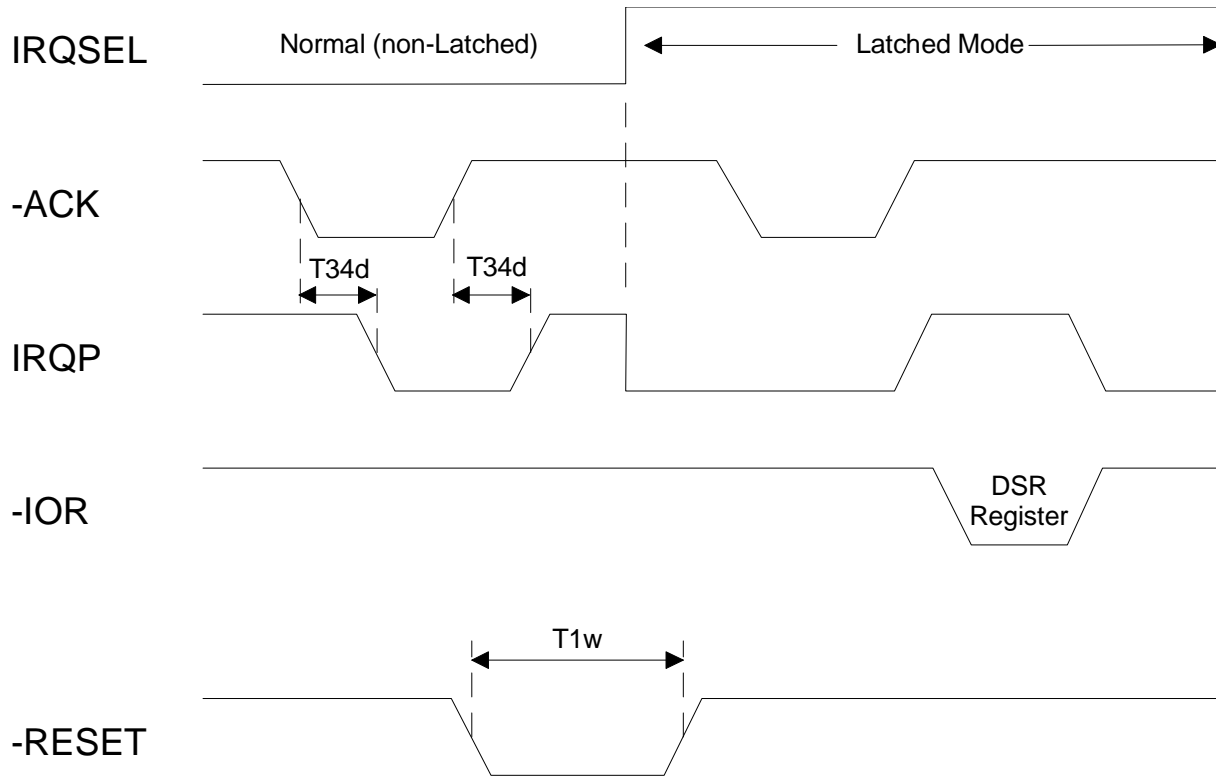 IRQSEL
Normal (non-Latched)
Latched Mode
-ACK
T34d
T34d
IRQP
-IOR
DSR
Register
T1w
-RESET